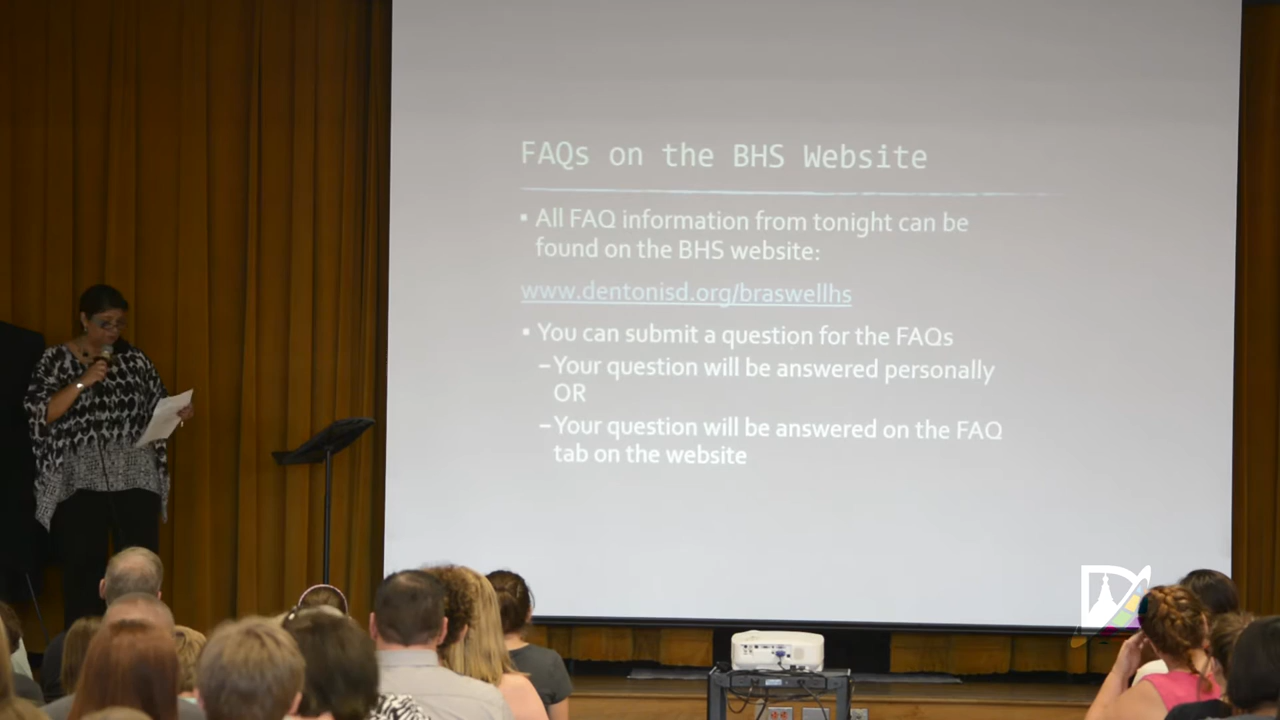 FAQs on the BHS Website
▪ All FAQ information from tonight can be
found on the BHS website:
www.dentonisd.org/braswellhs
• You can submit a question for the FAQs
–Your question will be answered personally
OR
–Your question will be answered on the FAQ
tab on the website
D